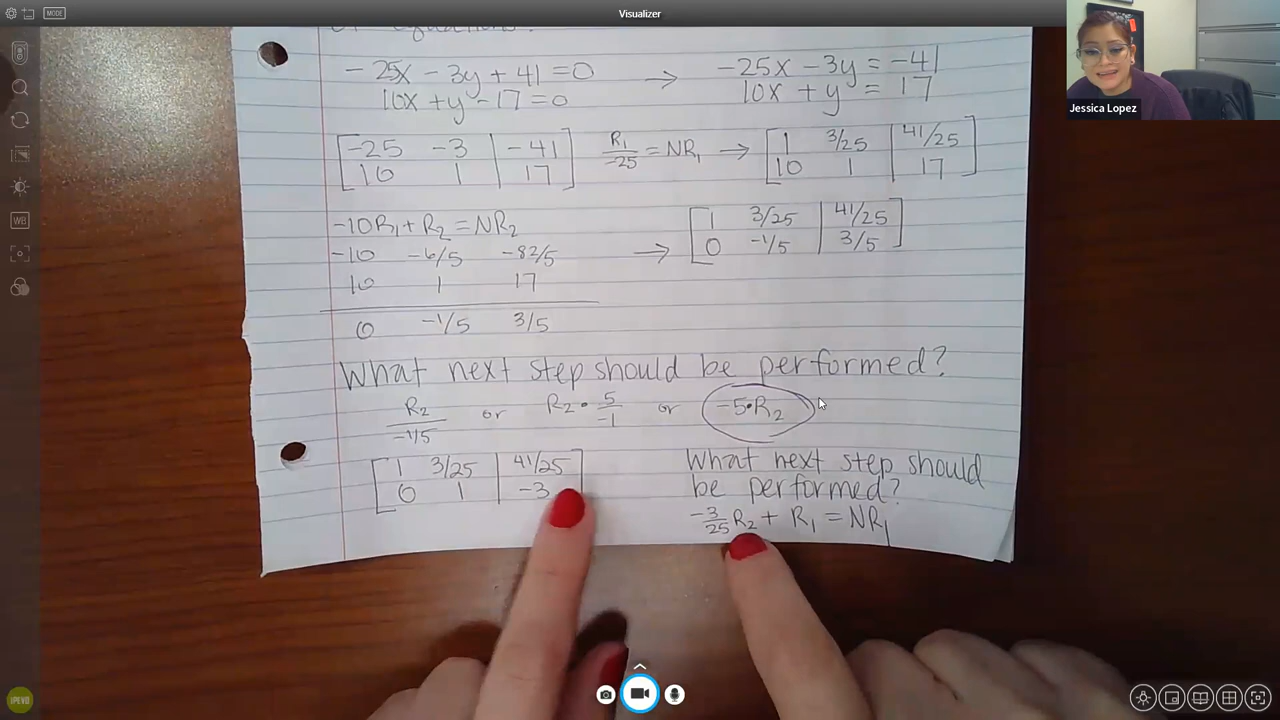 MODE
Visualizer
Jessica Lopez
of equations.
-25x - 3y + 41 = 0 → -25x - 3y = -41
10x + y - 17 = 0 10x + y = 17
[-25 -3 | -41] R1/-25 = NR1 → [1 3/25 | 41/25]
[10 1 | 17] [10 1 | 17]
-10R1 + R2 = NR2 [1 3/25 | 41/25]
-10 -6/5 -82/5 → [0 -1/5 | 3/5]
10 1 17
0 -1/5 3/5
What next step should be performed?
R2/-1/5 or R2 • 5/-1 or -5•R2
[1 3/25 | 41/25]
[0 1 | -3
What next step should
be performed?
-3/25 R2 + R1 = NR1
WB
IPEVO